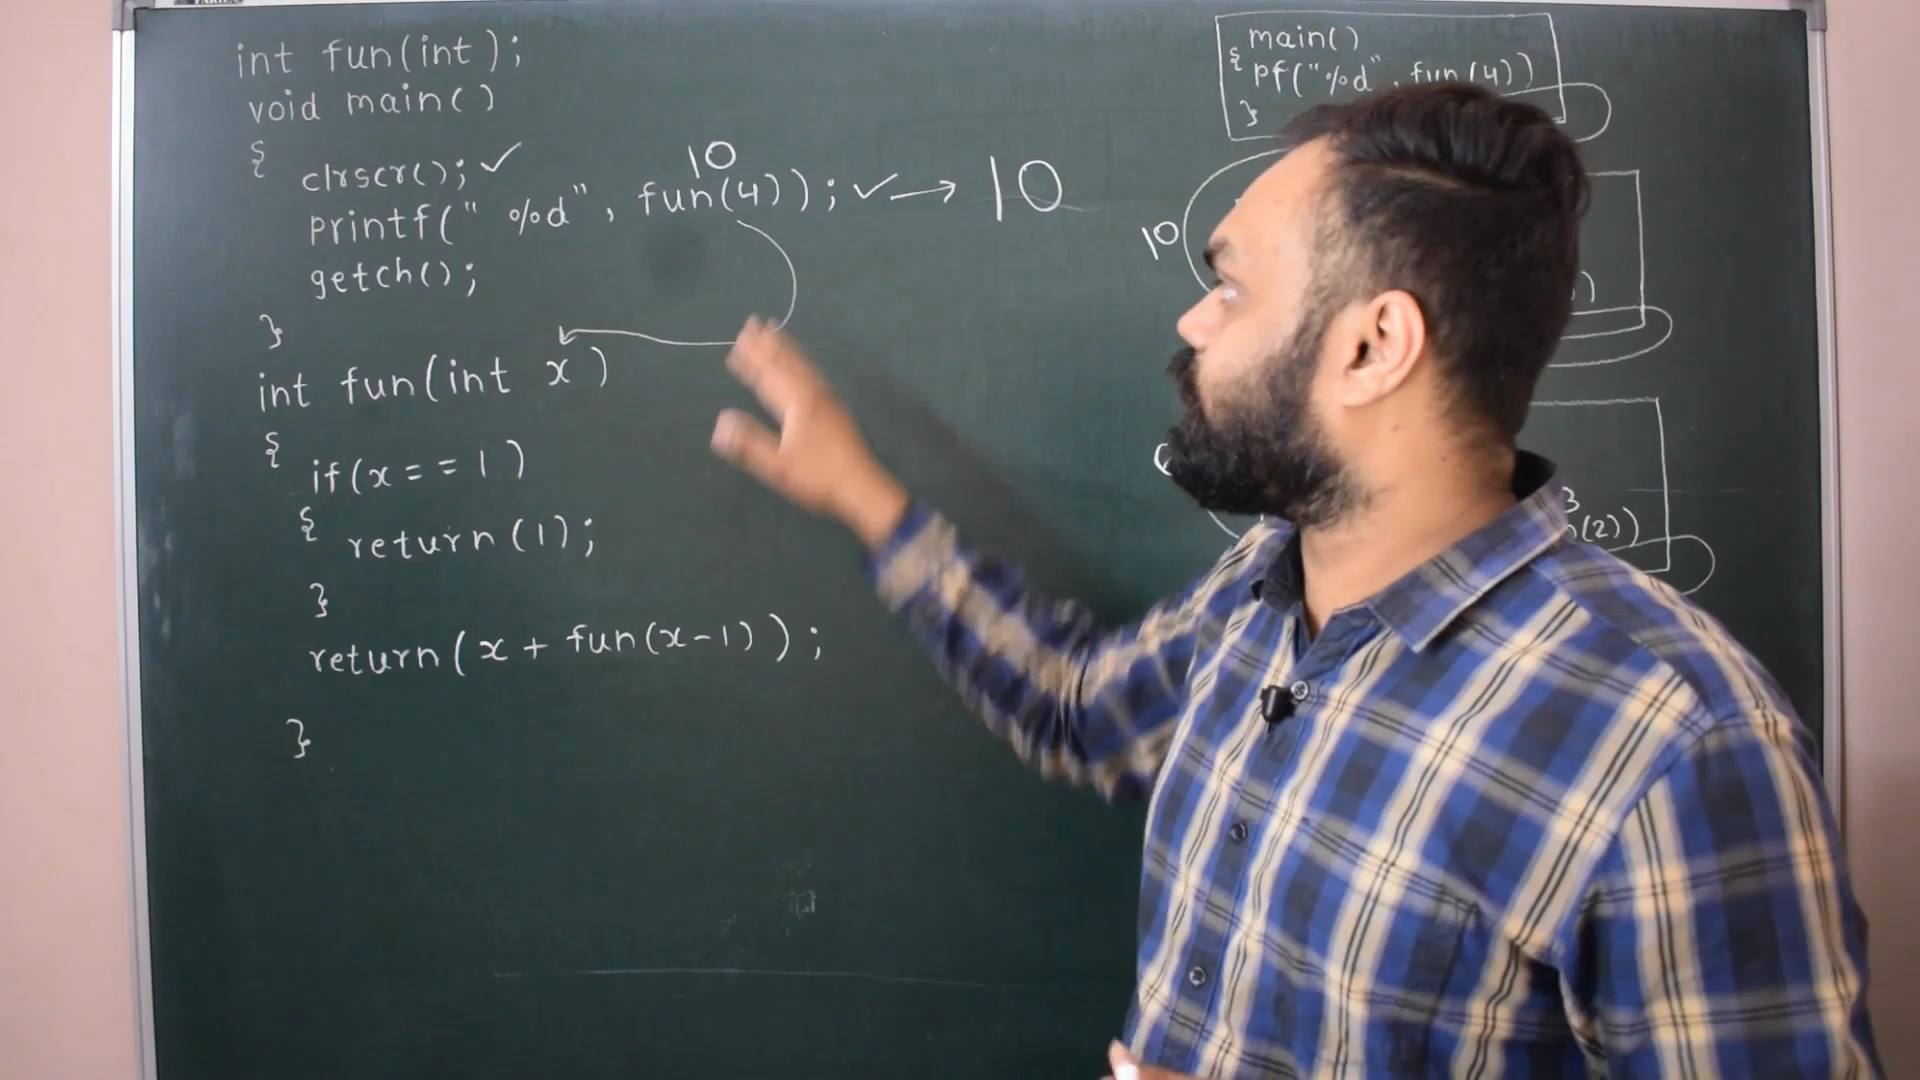 int fun(int);
void main()
{
clrscr(); ✓
10
printf(" %d", fun(4)); ✓ → 10
getch();
}
int fun(int x)
{
if(x==1)
{ return(1);
}
return(x + fun(x-1));
}
main()
{ pf("%d", fun(4))
}
10
)
3
(2))